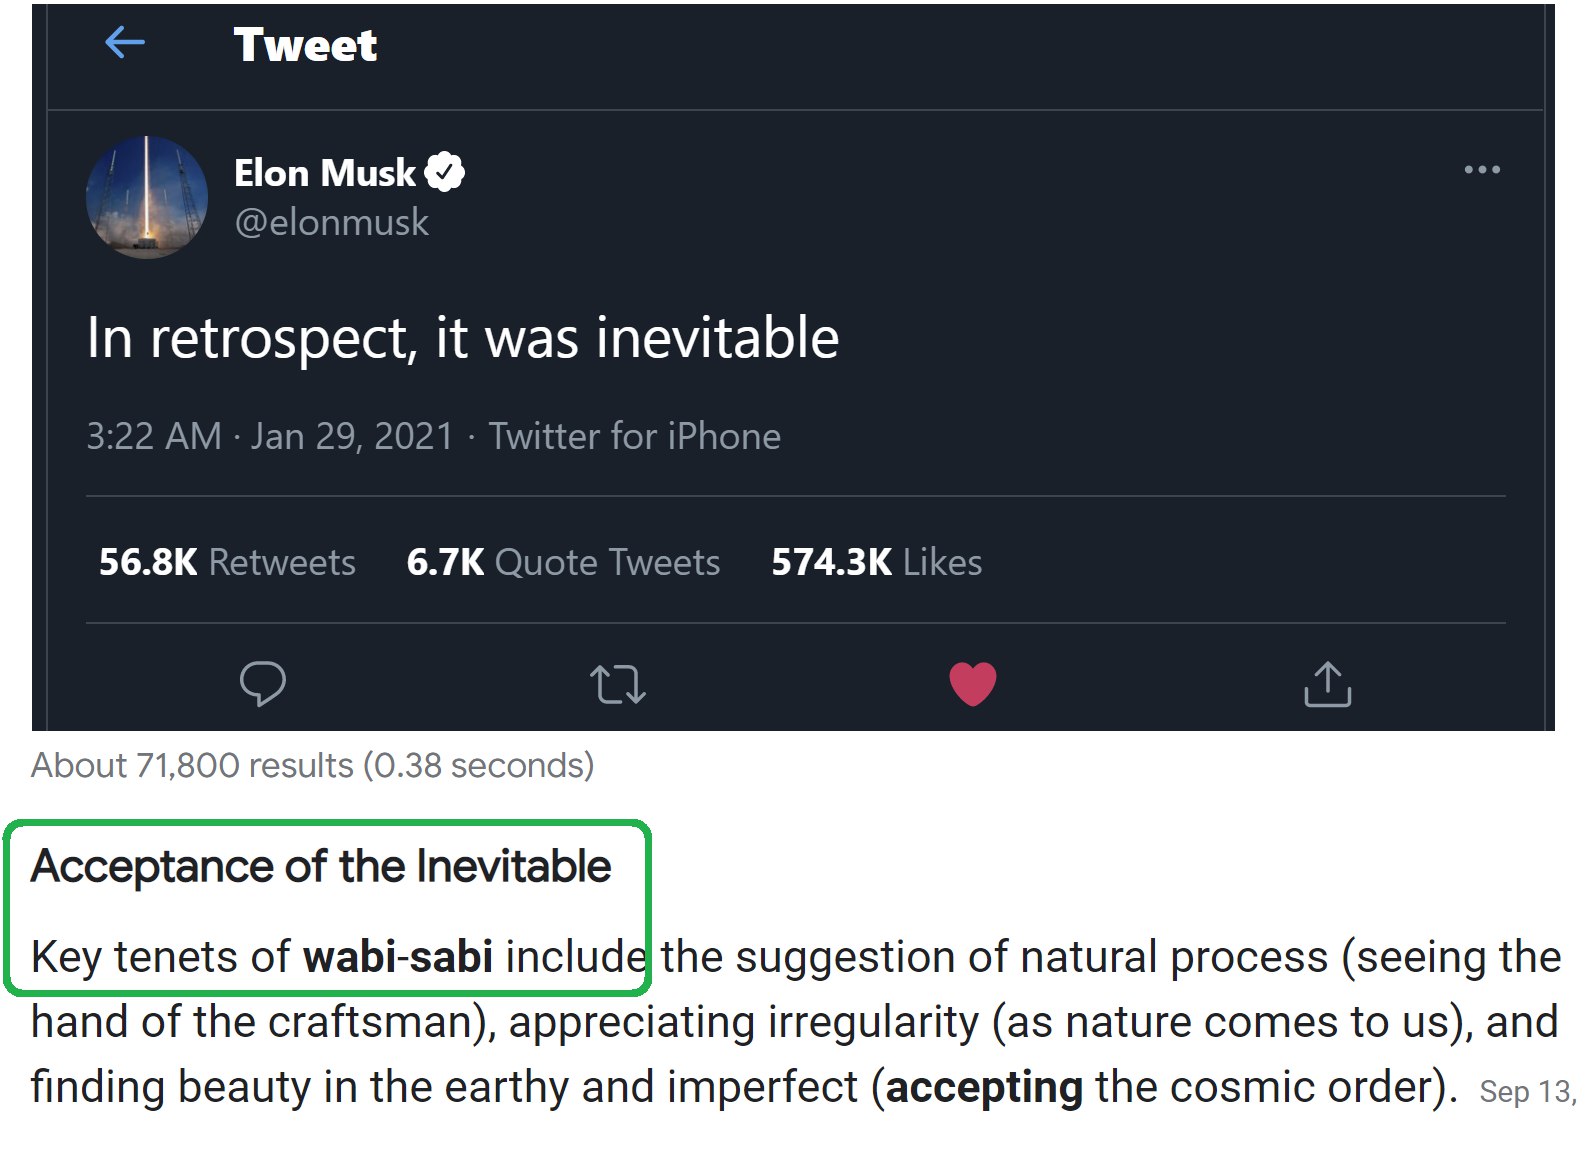 Tweet
Elon Musk
@elonmusk
In retrospect, it was inevitable
3:22 AM · Jan 29, 2021 · Twitter for iPhone
56.8K Retweets 6.7K Quote Tweets 574.3K Likes
About 71,800 results (0.38 seconds)
Acceptance of the Inevitable
Key tenets of wabi-sabi include the suggestion of natural process (seeing the
hand of the craftsman), appreciating irregularity (as nature comes to us), and
finding beauty in the earthy and imperfect (accepting the cosmic order). Sep 13,